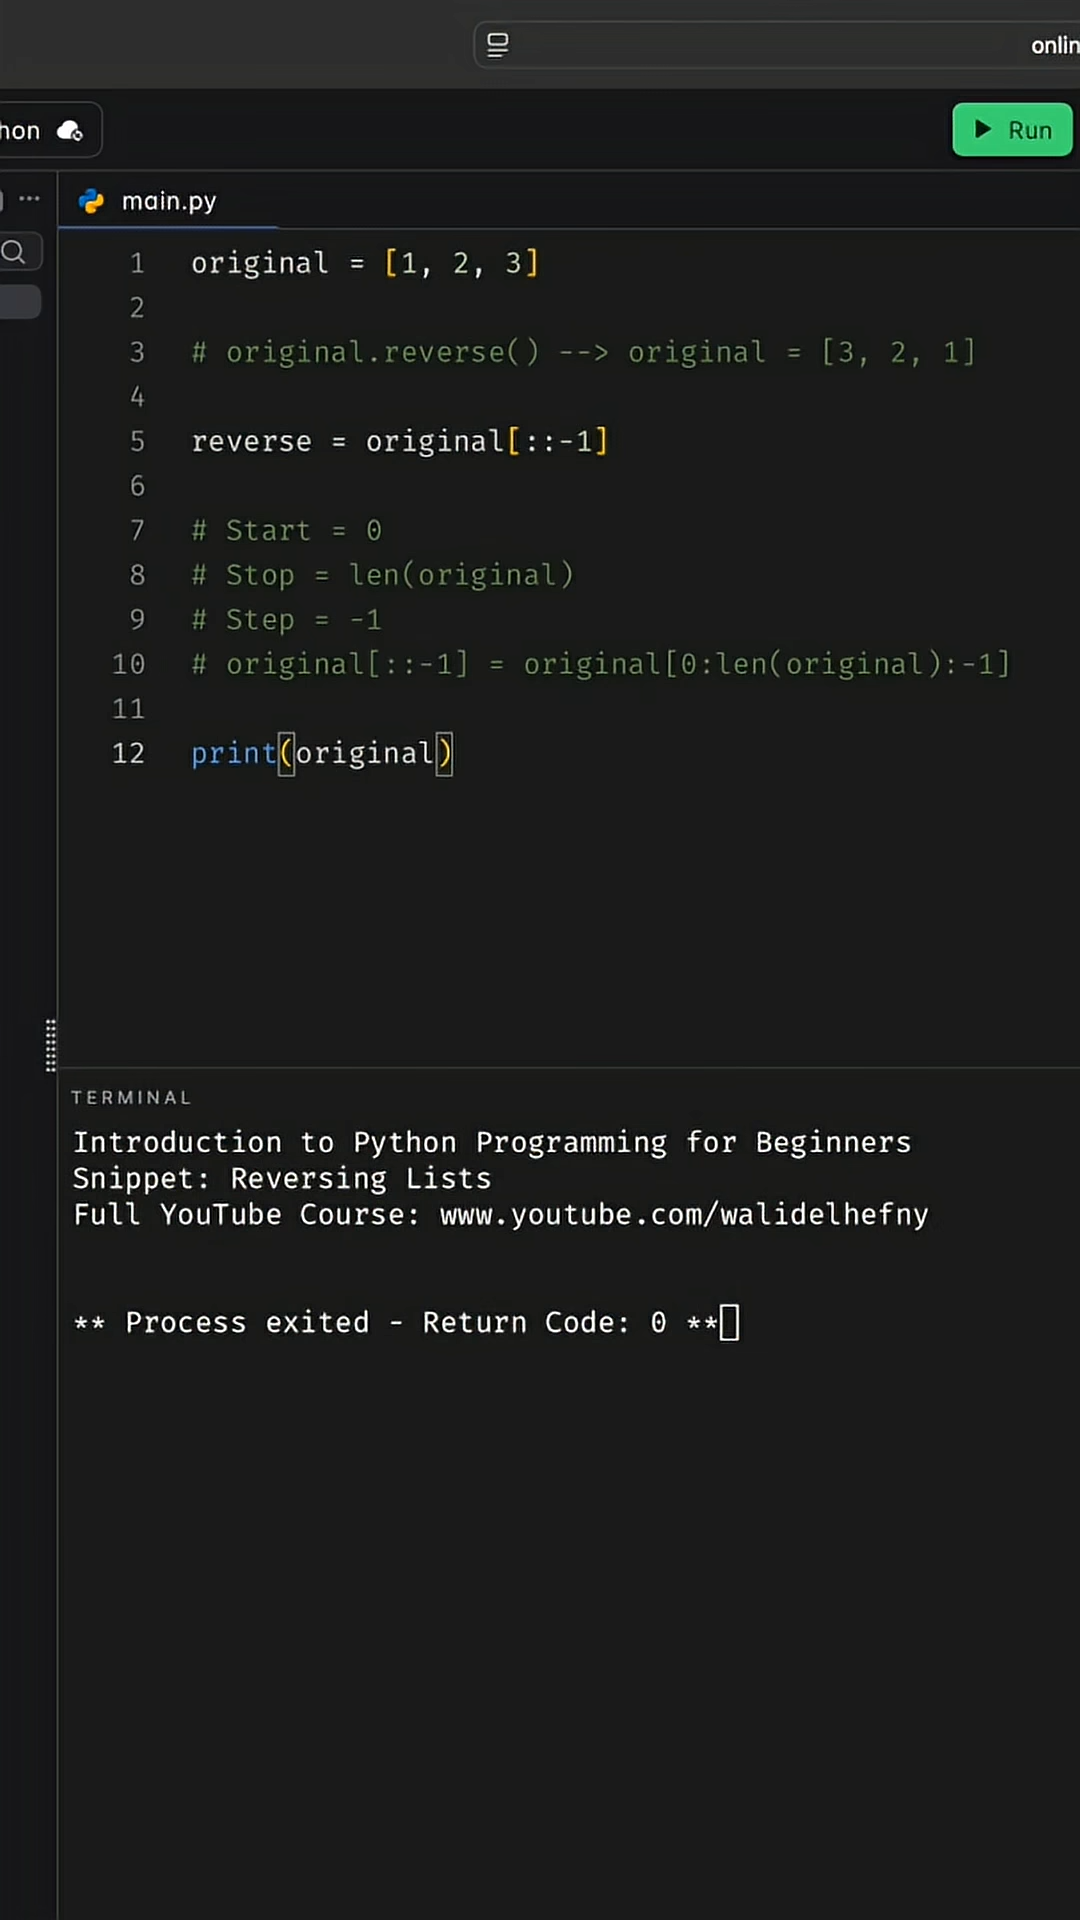 onlin
hon
Run
main.py
1 original = [1, 2, 3]
2
3 # original.reverse() --> original = [3, 2, 1]
4
5 reverse = original[::-1]
6
7 # Start = 0
8 # Stop = len(original)
9 # Step = -1
10 # original[::-1] = original[0:len(original):-1]
11
12 print(original)
TERMINAL
Introduction to Python Programming for Beginners
Snippet: Reversing Lists
Full YouTube Course: www.youtube.com/walidelhefny
** Process exited - Return Code: 0 **